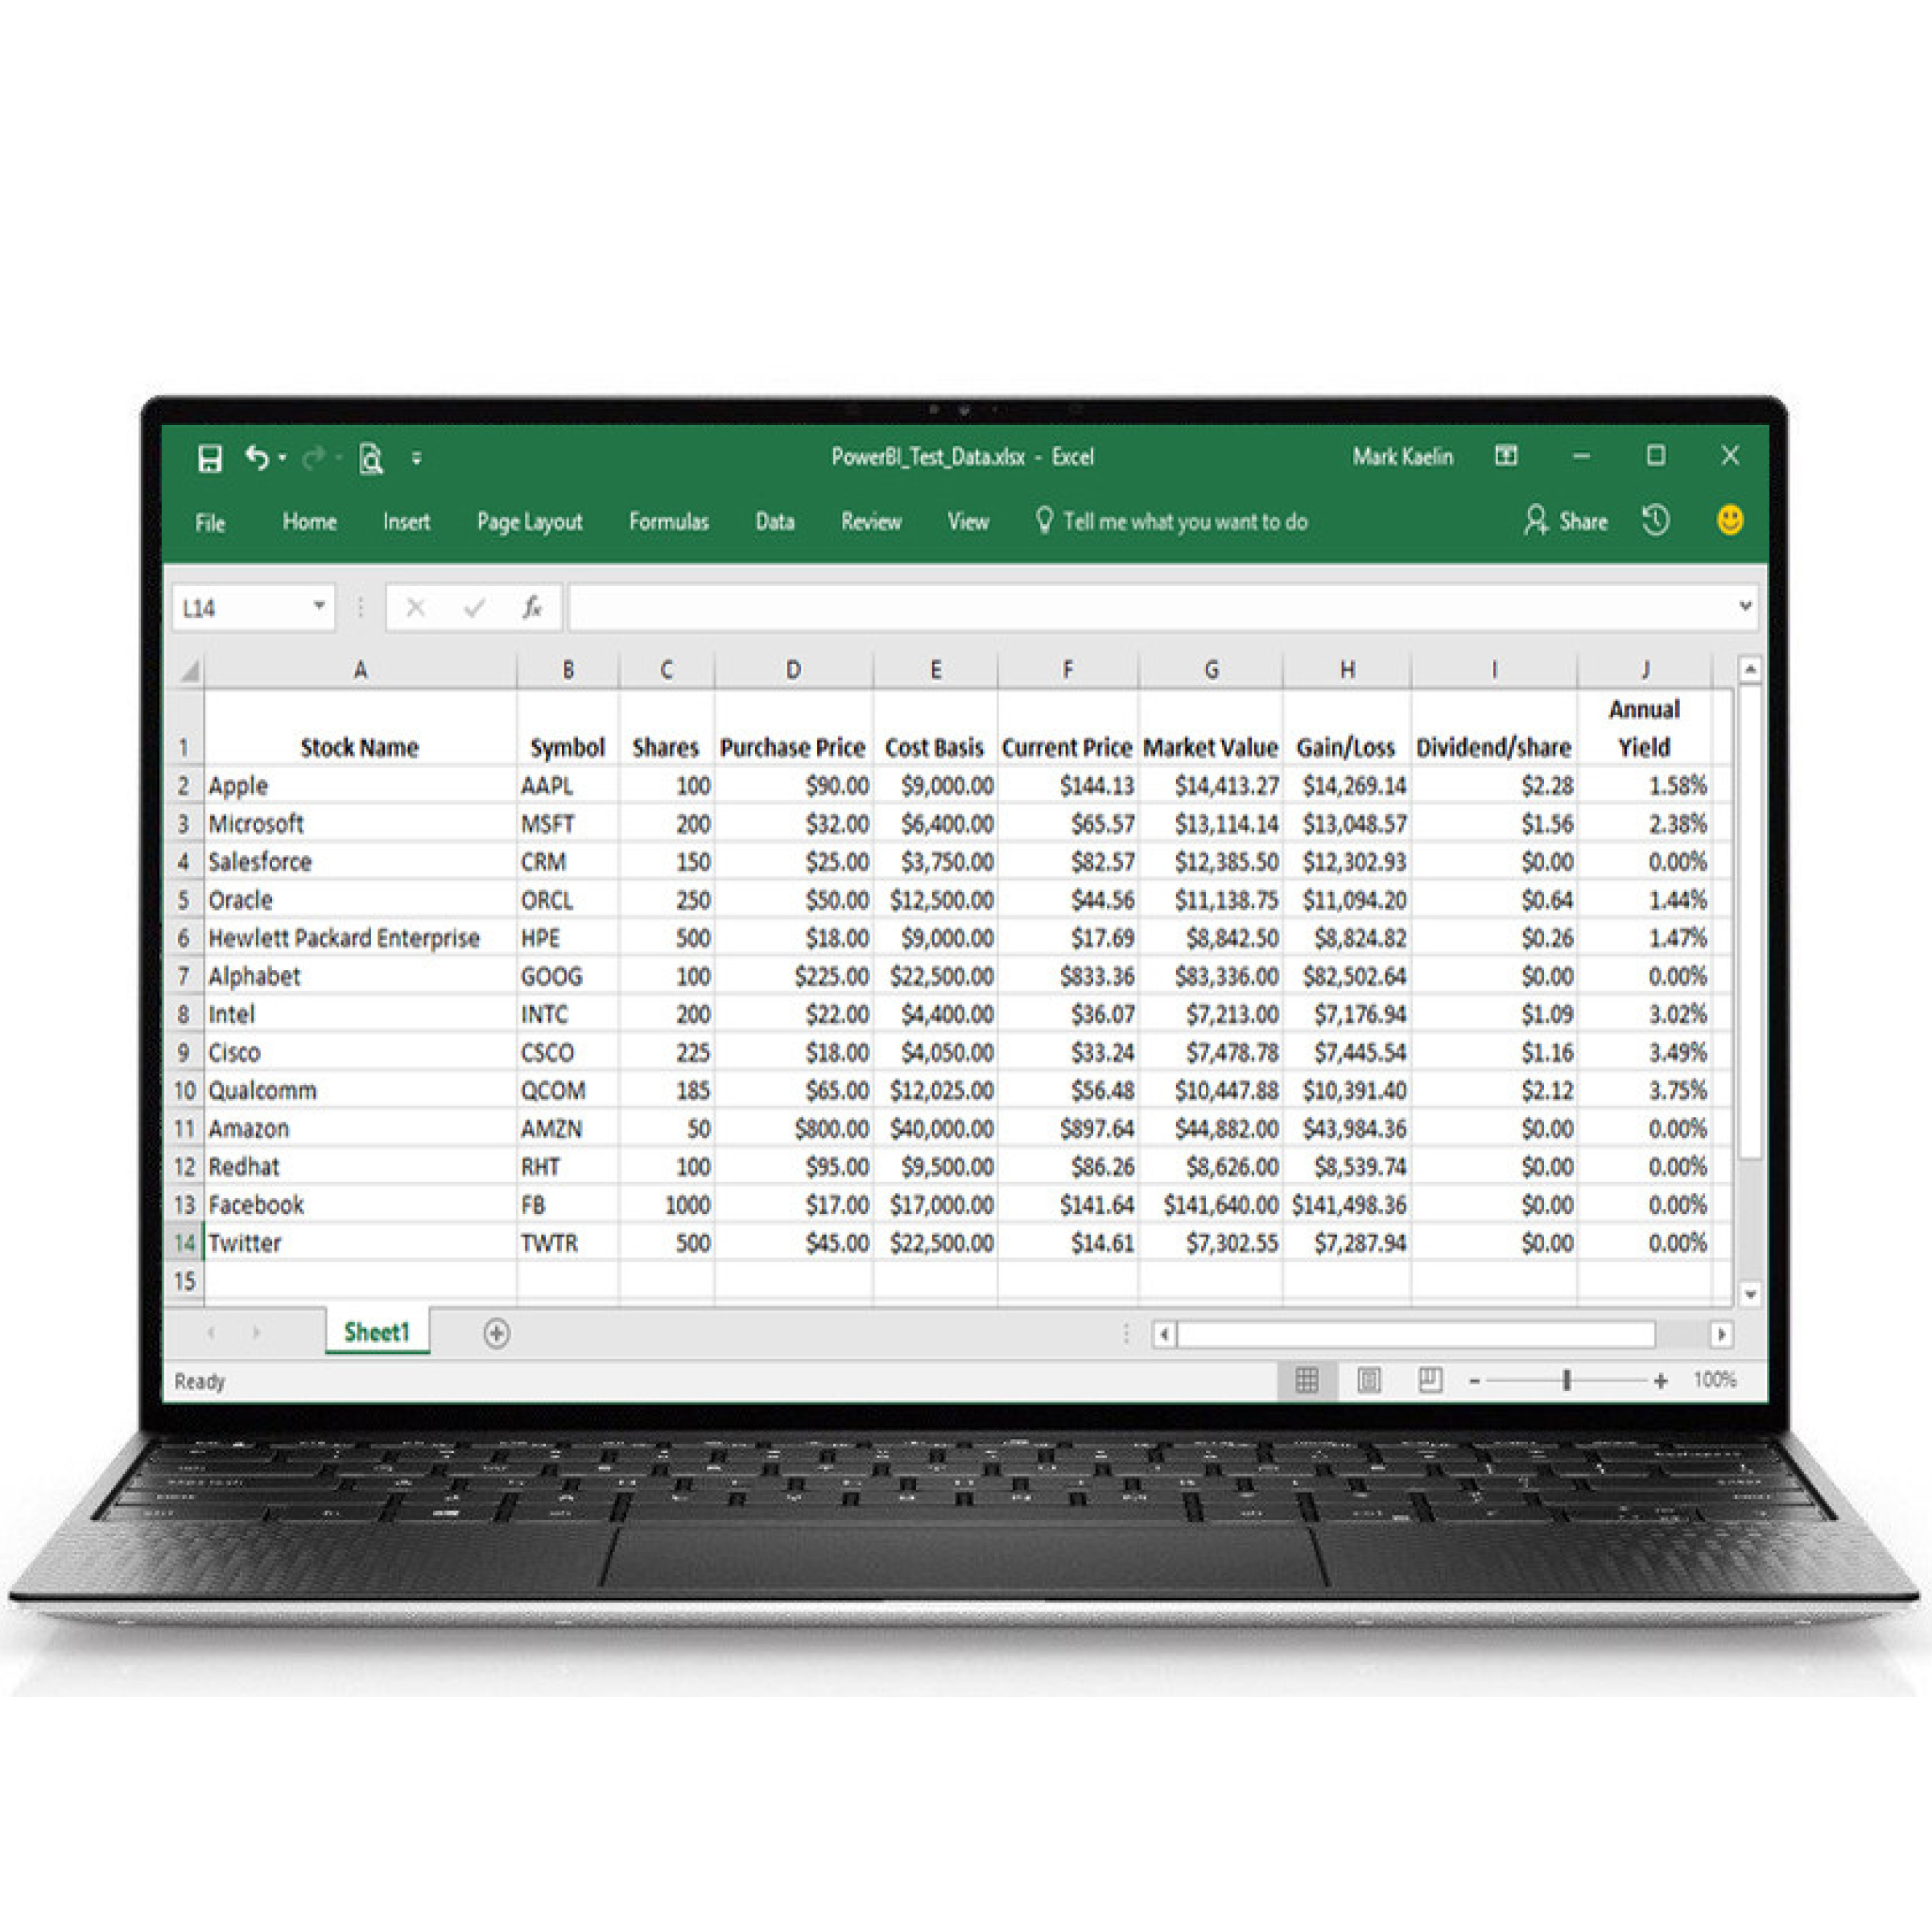 PowerBI_Test_Data.xlsx - Excel Mark Kaelin
File Home Insert Page Layout Formulas Data Review View Tell me what you want to do Share
L14 fx
A B C D E F G H I J
1 Stock Name Symbol Shares Purchase Price Cost Basis Current Price Market Value Gain/Loss Dividend/share Annual Yield
2 Apple AAPL 100 $90.00 $9,000.00 $144.13 $14,413.27 $14,269.14 $2.28 1.58%
3 Microsoft MSFT 200 $32.00 $6,400.00 $65.57 $13,114.14 $13,048.57 $1.56 2.38%
4 Salesforce CRM 150 $25.00 $3,750.00 $82.57 $12,385.50 $12,302.93 $0.00 0.00%
5 Oracle ORCL 250 $50.00 $12,500.00 $44.56 $11,138.75 $11,094.20 $0.64 1.44%
6 Hewlett Packard Enterprise HPE 500 $18.00 $9,000.00 $17.69 $8,842.50 $8,824.82 $0.26 1.47%
7 Alphabet GOOG 100 $225.00 $22,500.00 $833.36 $83,336.00 $82,502.64 $0.00 0.00%
8 Intel INTC 200 $22.00 $4,400.00 $36.07 $7,213.00 $7,176.94 $1.09 3.02%
9 Cisco CSCO 225 $18.00 $4,050.00 $33.24 $7,478.78 $7,445.54 $1.16 3.49%
10 Qualcomm QCOM 185 $65.00 $12,025.00 $56.48 $10,447.88 $10,391.40 $2.12 3.75%
11 Amazon AMZN 50 $800.00 $40,000.00 $897.64 $44,882.00 $43,984.36 $0.00 0.00%
12 Redhat RHT 100 $95.00 $9,500.00 $86.26 $8,626.00 $8,539.74 $0.00 0.00%
13 Facebook FB 1000 $17.00 $17,000.00 $141.64 $141,640.00 $141,498.36 $0.00 0.00%
14 Twitter TWTR 500 $45.00 $22,500.00 $14.61 $7,302.55 $7,287.94 $0.00 0.00%
15
Sheet1
Ready 100%